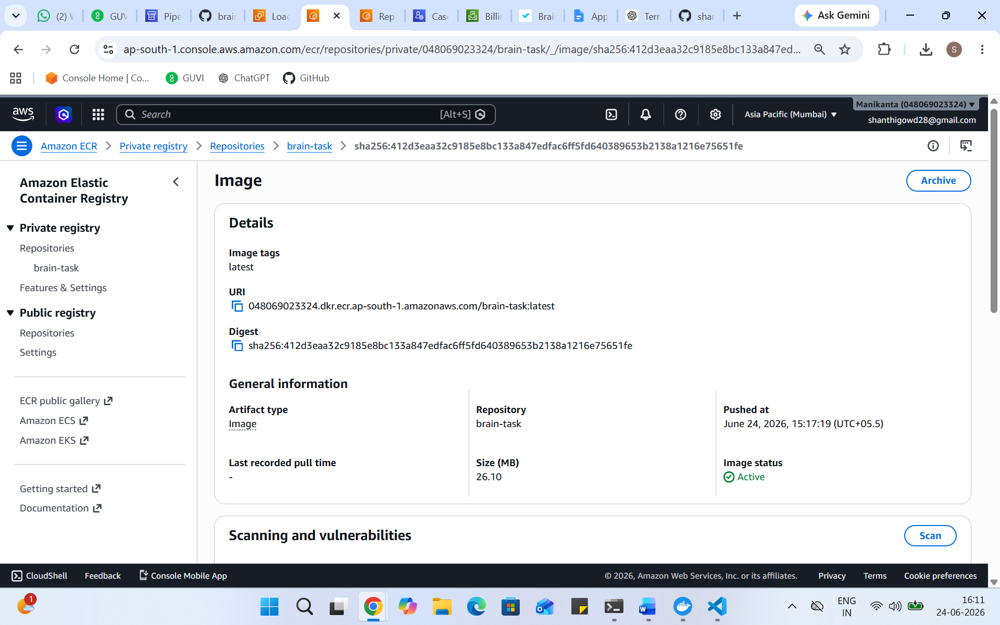 (2) W
GUV
Pipe
brain
Load
Rep
Case
Billin
Brai
App
Terra
shan
Ask Gemini
ap-south-1.console.aws.amazon.com/ecr/repositories/private/048069023324/brain-task/_/image/sha256:412d3eaa32c9185e8bc133a847ed...
S
Console Home | Co...
GUVI
ChatGPT
GitHub
aws
Search
[Alt+S]
Asia Pacific (Mumbai)
Manikanta (048069023324)
shanthigowd28@gmail.com
Amazon ECR
Private registry
Repositories
brain-task
sha256:412d3eaa32c9185e8bc133a847edfac6ff5fd640389653b2138a1216e75651fe
Amazon Elastic
Container Registry
Private registry
Repositories
brain-task
Features & Settings
Public registry
Repositories
Settings
ECR public gallery
Amazon ECS
Amazon EKS
Getting started
Documentation
Image
Archive
Details
Image tags
latest
URI
048069023324.dkr.ecr.ap-south-1.amazonaws.com/brain-task:latest
Digest
sha256:412d3eaa32c9185e8bc133a847edfac6ff5fd640389653b2138a1216e75651fe
General information
Artifact type
Image
Repository
brain-task
Pushed at
June 24, 2026, 15:17:19 (UTC+05.5)
Last recorded pull time
-
Size (MB)
26.10
Image status
Active
Scanning and vulnerabilities
Scan
CloudShell
Feedback
Console Mobile App
© 2026, Amazon Web Services, Inc. or its affiliates.
Privacy
Terms
Cookie preferences
1
ENG
IN
16:11
24-06-2026